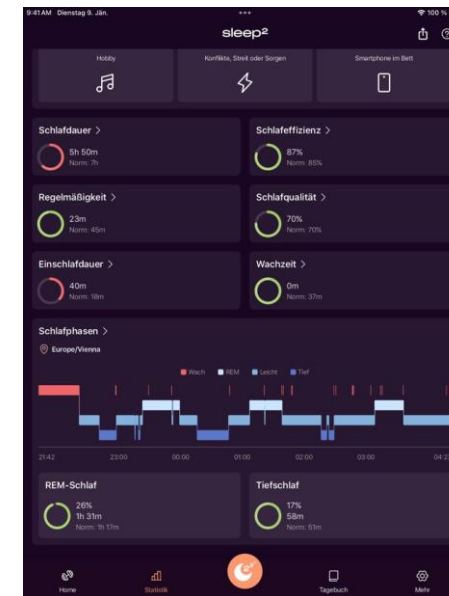 9:41 AM Dienstag 9. Jän.
100 %
sleep²
Hobby
Konflikte, Streit oder Sorgen
Smartphone im Bett
Schlafdauer >
5h 50m
Norm: 7h
Schlafeffizienz >
87%
Norm: 85%
Regelmäßigkeit >
23m
Norm: 45m
Schlafqualität >
70%
Norm: 70%
Einschlafdauer >
40m
Norm: 18m
Wachzeit >
0m
Norm: 37m
Schlafphasen >
Europe/Vienna
Wach REM Leicht Tief
21:42 23:00 00:00 01:00 02:00 03:00 04:23
REM-Schlaf
26%
1h 31m
Norm: 1h 17m
Tiefschlaf
17%
58m
Norm: 51m
Home
Statistik
Tagebuch
Mehr